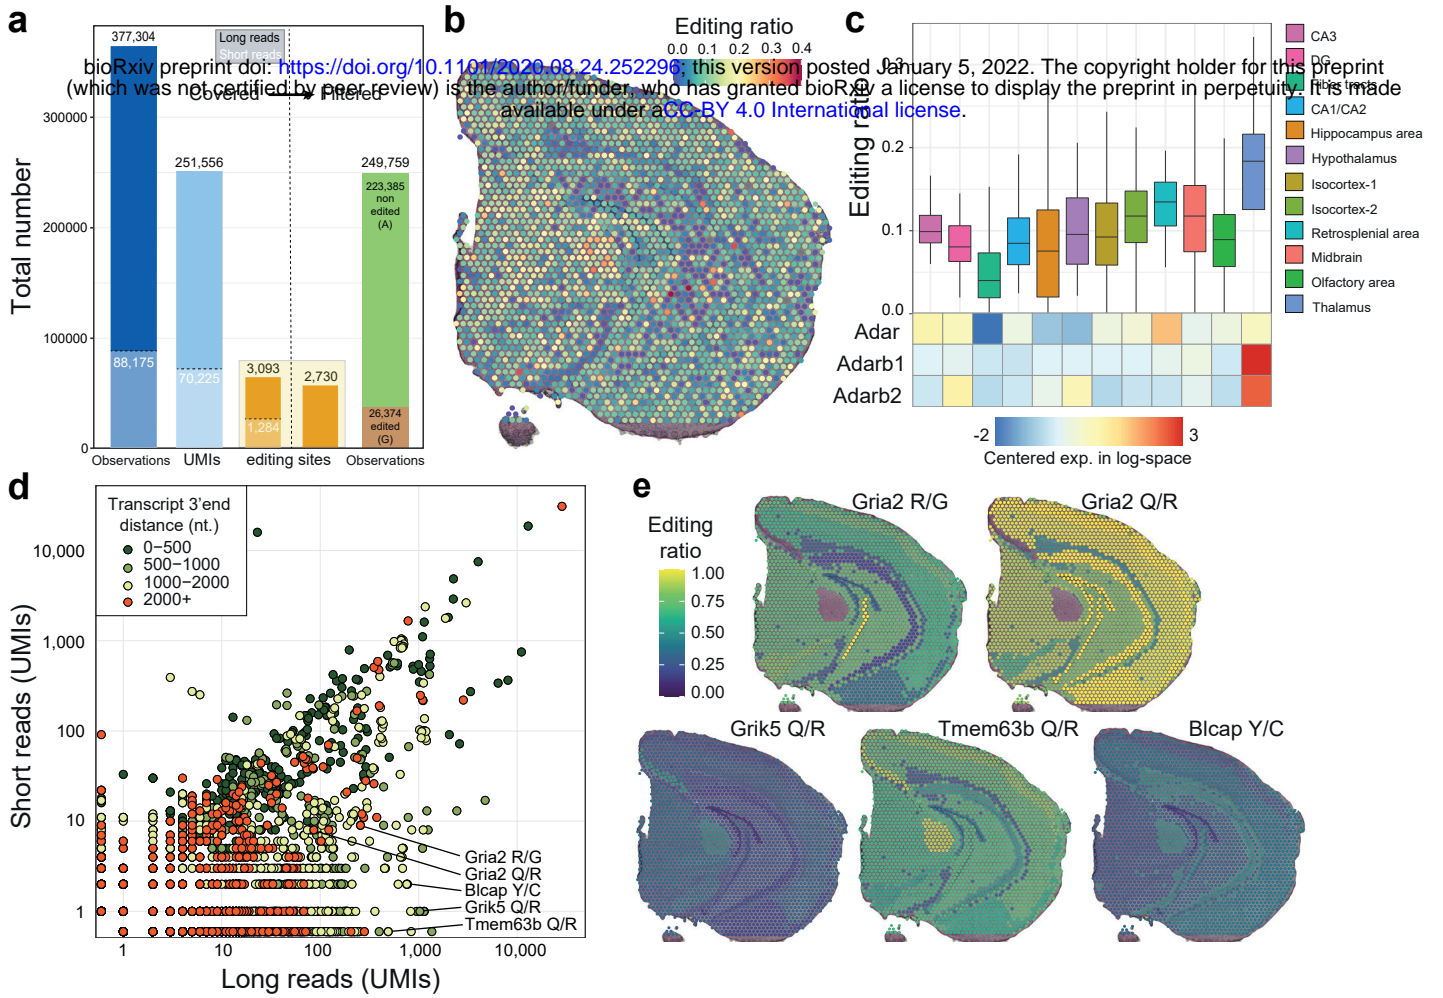 a
377,304
Long reads
Short reads
Covered
Filtered
300000
251,556
249,759
223,385
non
edited
(A)
200000
Total number
100000
88,175
70,225
3,093
2,730
1,284
26,374
edited
(G)
0
Observations
UMIs
editing sites
Observations
bioRxiv preprint doi: https://doi.org/10.1101/2020.08.24.252296; this version posted January 5, 2022. The copyright holder for this preprint
(which was not certified by peer review) is the author/funder, who has granted bioRxiv a license to display the preprint in perpetuity. It is made
available under aCC-BY 4.0 International license.
b
Editing ratio
0.0 0.1 0.2 0.3 0.4
c
Editing ratio
0.3
0.2
0.1
0.0
Adar
Adarb1
Adarb2
-2
3
Centered exp. in log-space
CA3
DG
Fiber tracts
CA1/CA2
Hippocampus area
Hypothalamus
Isocortex-1
Isocortex-2
Retrosplenial area
Midbrain
Olfactory area
Thalamus
d
Transcript 3'end
distance (nt.)
0−500
500−1000
1000−2000
2000+
Short reads (UMIs)
10,000
1,000
100
10
1
Gria2 R/G
Gria2 Q/R
Blcap Y/C
Grik5 Q/R
Tmem63b Q/R
1
10
100
1,000
10,000
Long reads (UMIs)
e
Editing
ratio
1.00
0.75
0.50
0.25
0.00
Gria2 R/G
Gria2 Q/R
Grik5 Q/R
Tmem63b Q/R
Blcap Y/C